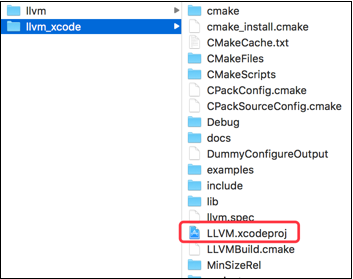 llvm
llvm_xcode
cmake
cmake_install.cmake
CMakeCache.txt
CMakeFiles
CMakeScripts
CPackConfig.cmake
CPackSourceConfig.cmake
Debug
docs
DummyConfigureOutput
examples
include
lib
llvm.spec
LLVM.xcodeproj
LLVMBuild.cmake
MinSizeRel